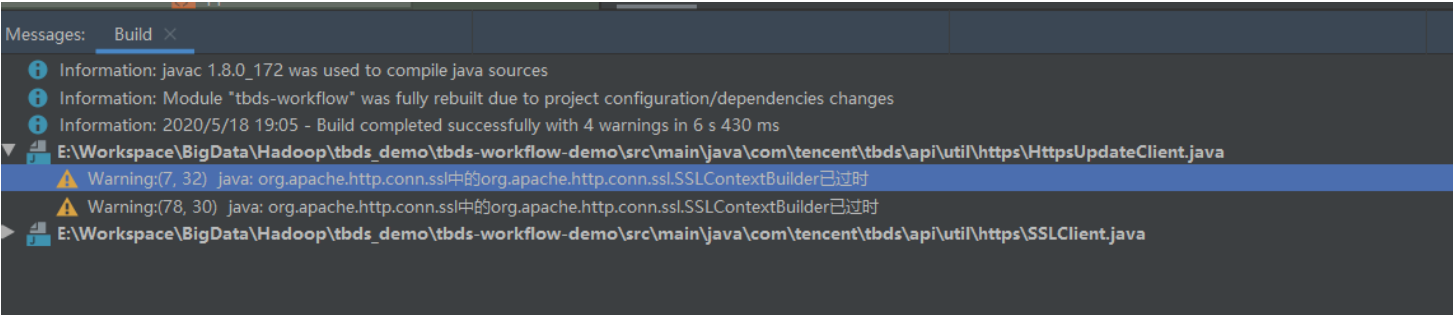 Messages: Build ×
Information: javac 1.8.0_172 was used to compile java sources
Information: Module "tbds-workflow" was fully rebuilt due to project configuration/dependencies changes
Information: 2020/5/18 19:05 - Build completed successfully with 4 warnings in 6 s 430 ms
E:\Workspace\BigData\Hadoop\tbds_demo\tbds-workflow-demo\src\main\java\com\tencent\tbds\api\util\https\HttpsUpdateClient.java
Warning:(7, 32) java: org.apache.http.conn.ssl中的org.apache.http.conn.ssl.SSLContextBuilder已过时
Warning:(78, 30) java: org.apache.http.conn.ssl中的org.apache.http.conn.ssl.SSLContextBuilder已过时
E:\Workspace\BigData\Hadoop\tbds_demo\tbds-workflow-demo\src\main\java\com\tencent\tbds\api\util\https\SSLClient.java